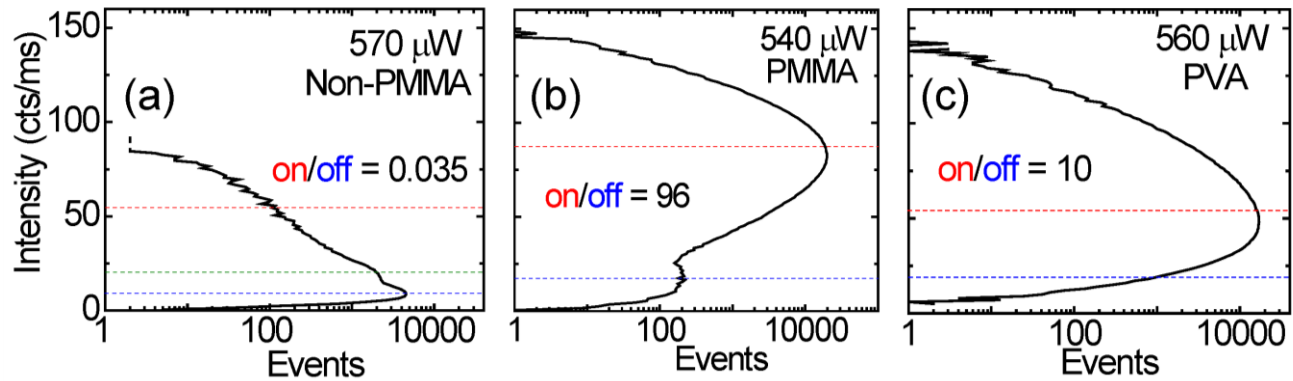 Intensity (cts/ms)
150
100
50
0
(a)
570 μW
Non-PMMA
on/off = 0.035
1
100
10000
Events
(b)
540 μW
PMMA
on/off = 96
1
100
10000
Events
(c)
560 μW
PVA
on/off = 10
1
100
10000
Events